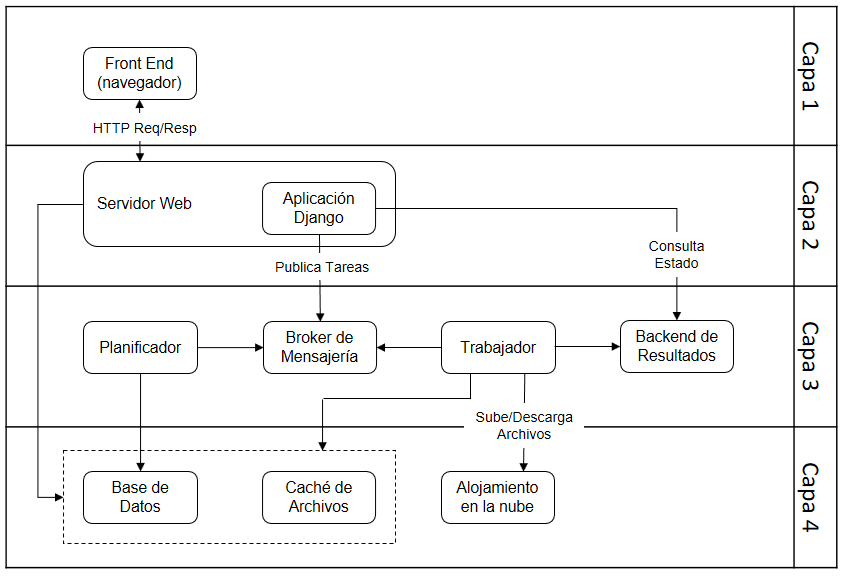 Front End
(navegador)
HTTP Req/Resp
Capa 1
Servidor Web
Aplicación
Django
Publica Tareas
Consulta
Estado
Capa 2
Planificador
Broker de
Mensajería
Trabajador
Backend de
Resultados
Capa 3
Sube/Descarga
Archivos
Base de
Datos
Caché de
Archivos
Alojamiento
en la nube
Capa 4